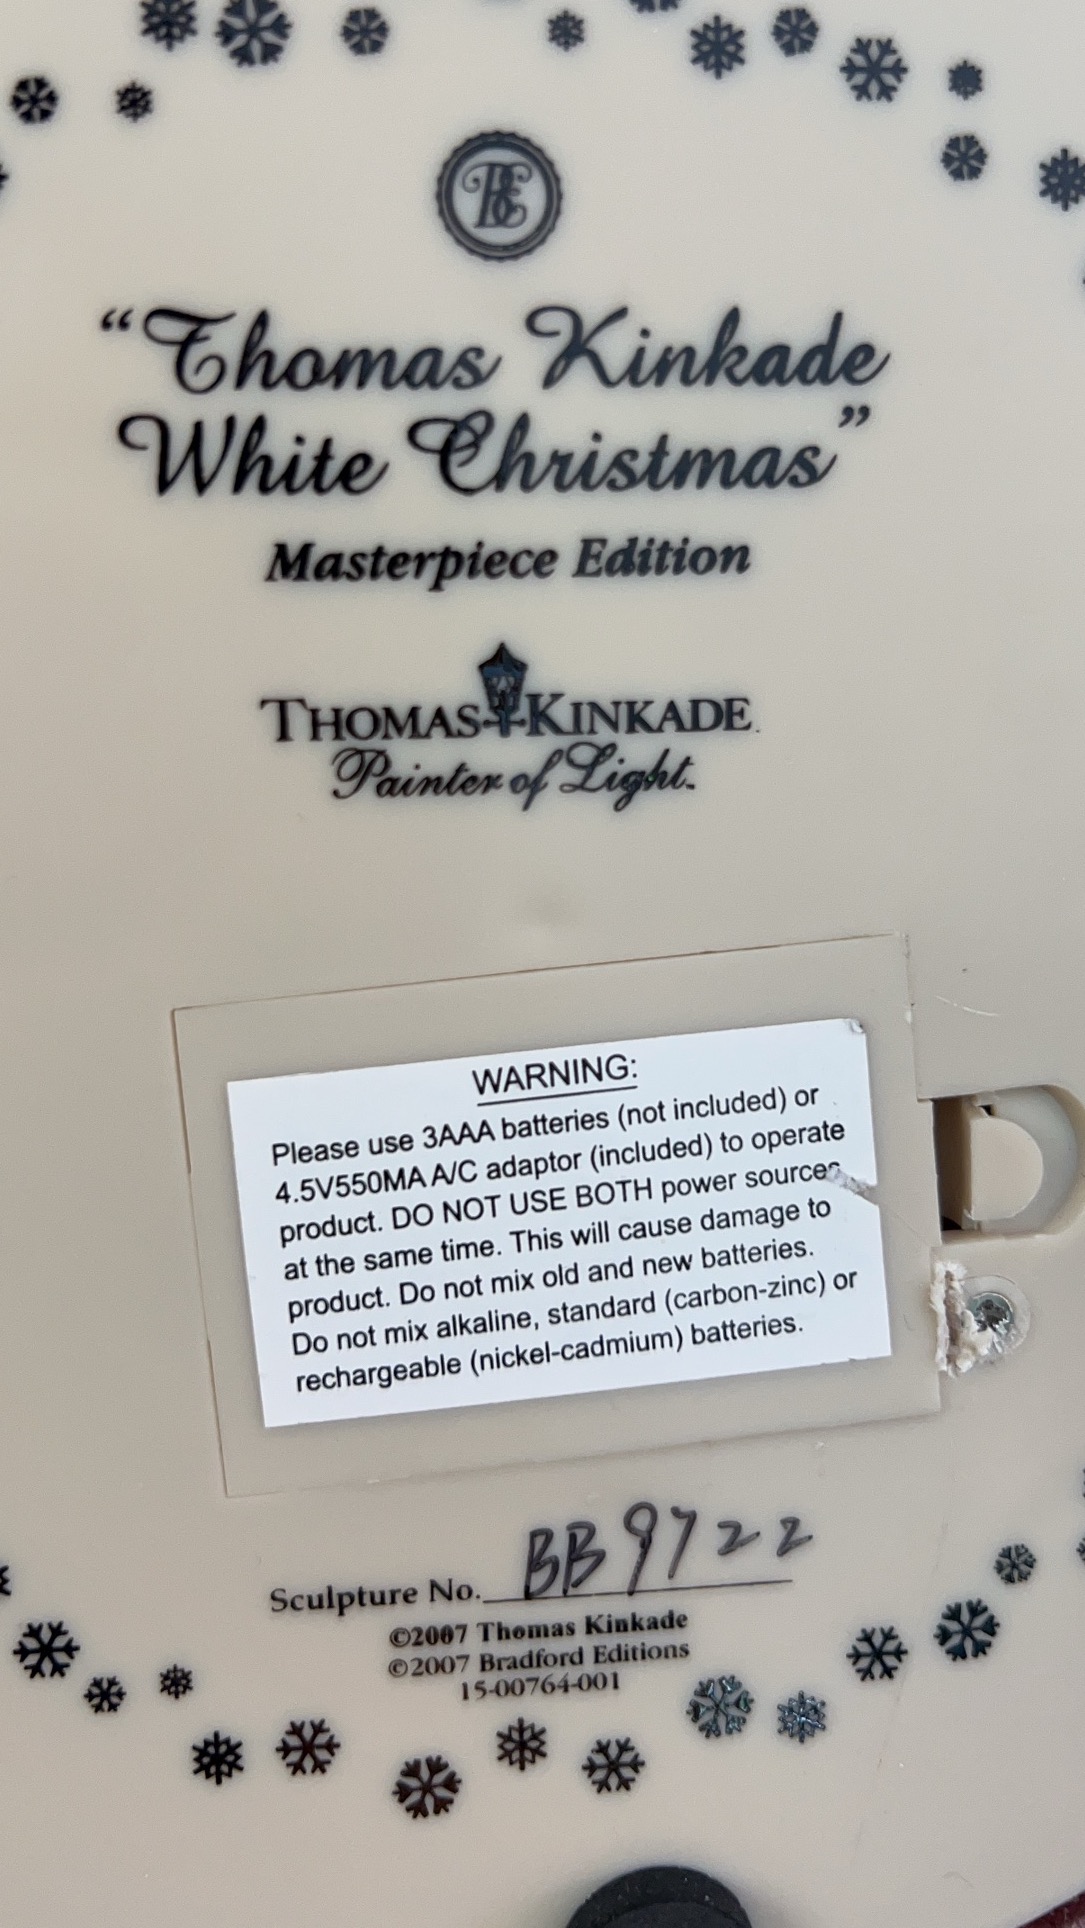 BE
“Thomas Kinkade
White Christmas”
Masterpiece Edition
THOMAS KINKADE
Painter of Light
WARNING:
Please use 3AAA batteries (not included) or
4.5V550MA A/C adaptor (included) to operate
product. DO NOT USE BOTH power sources
at the same time. This will cause damage to
product. Do not mix old and new batteries.
Do not mix alkaline, standard (carbon-zinc) or
rechargeable (nickel-cadmium) batteries.
Sculpture No. BB9722
©2007 Thomas Kinkade
©2007 Bradford Editions
15-00764-001